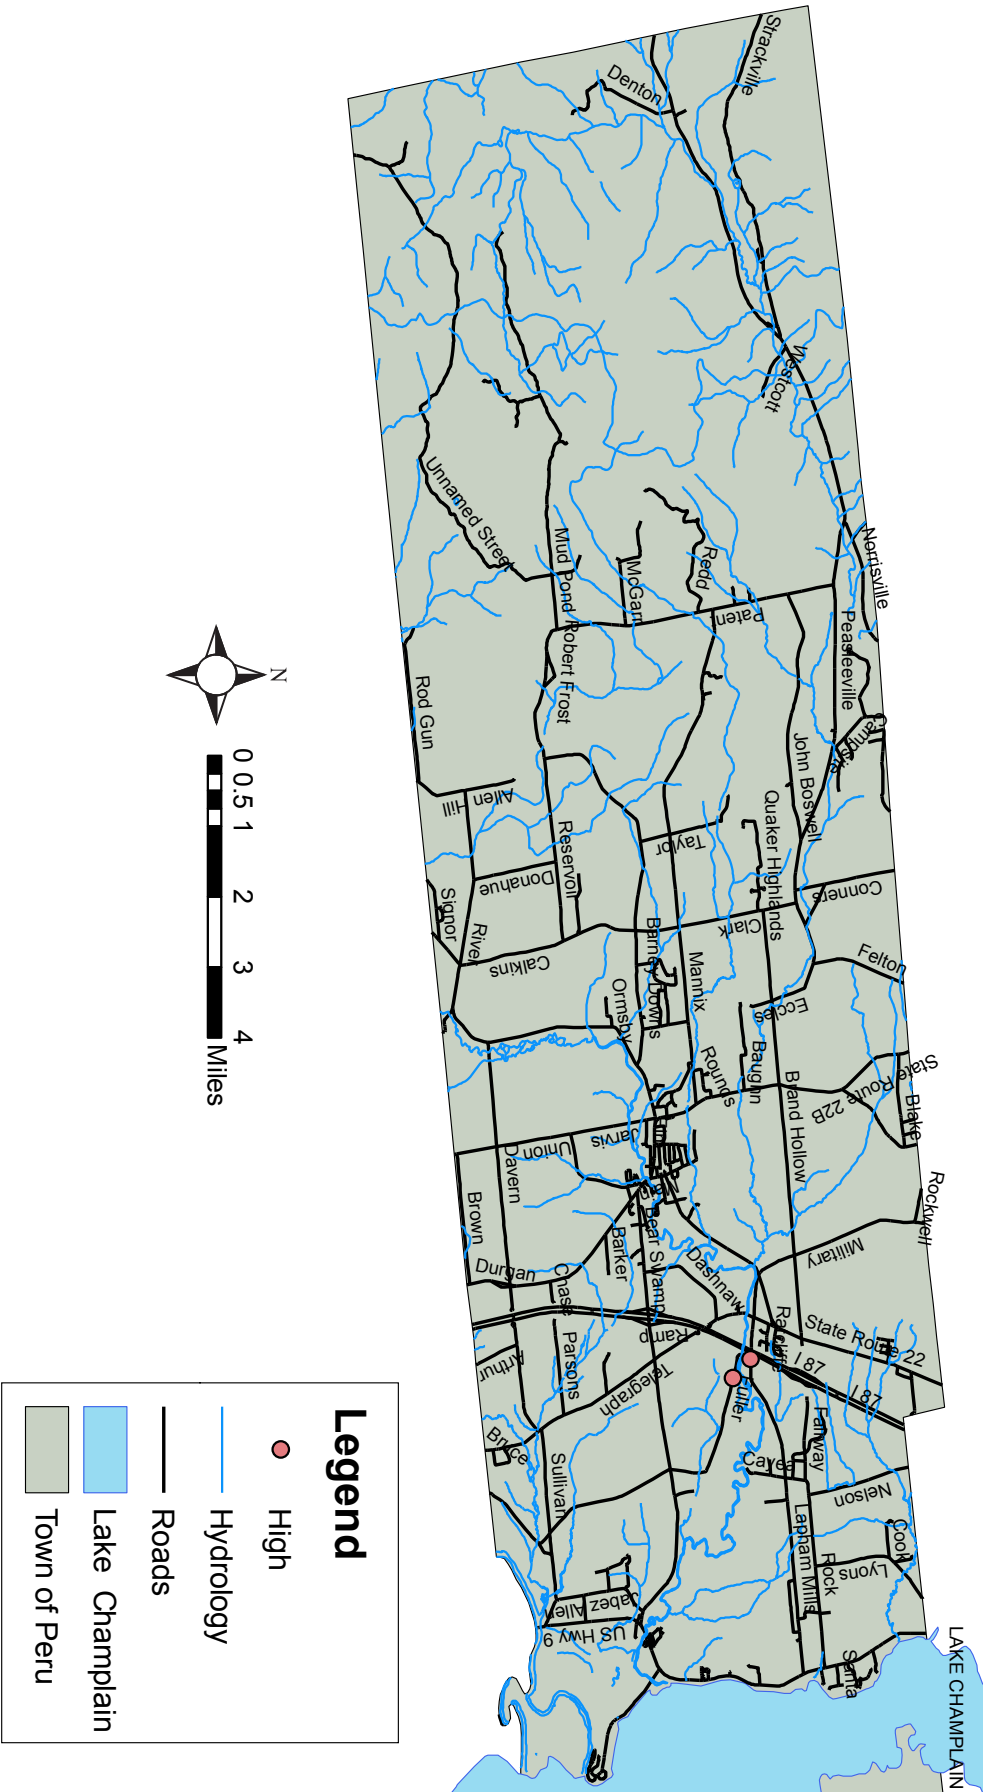 Strackville
Denton
Westcott
Norrisville
Unnamed Street
Mud Pond
McGarr
Redd
Paten
Peasleeville
Robert Frost
Rod Gun
Campsite
John Boswell
Allen Hill
Reservoir
Taylor
Quaker Highlands
Conners
Donahue
Signor
River
Calkins
Barney Downs
Clark
Mannix
Ormsby
Felton
Eccles
Rounds
Baughn
Brand Hollow
State Route 22B
Blake
Jarvis
Union
Davern
Brown
Rockwell
Bear Swamp
Barker
Military
Durgan
Chase
Dashnaw
Ramp
Radcliffe
State Route 22
I 87
I 87
Arthur
Parsons
Telegraph
Fuller
Fairway
Bruce
Sullivan
Cayea
Nelson
Lapham Mills
Cook
Rock
Lyons
Jabez Allen
US Hwy 9
Santa
LAKE CHAMPLAIN
N
0 0.5 1 2 3 4
Miles
Legend
High
Hydrology
Roads
Lake Champlain
Town of Peru